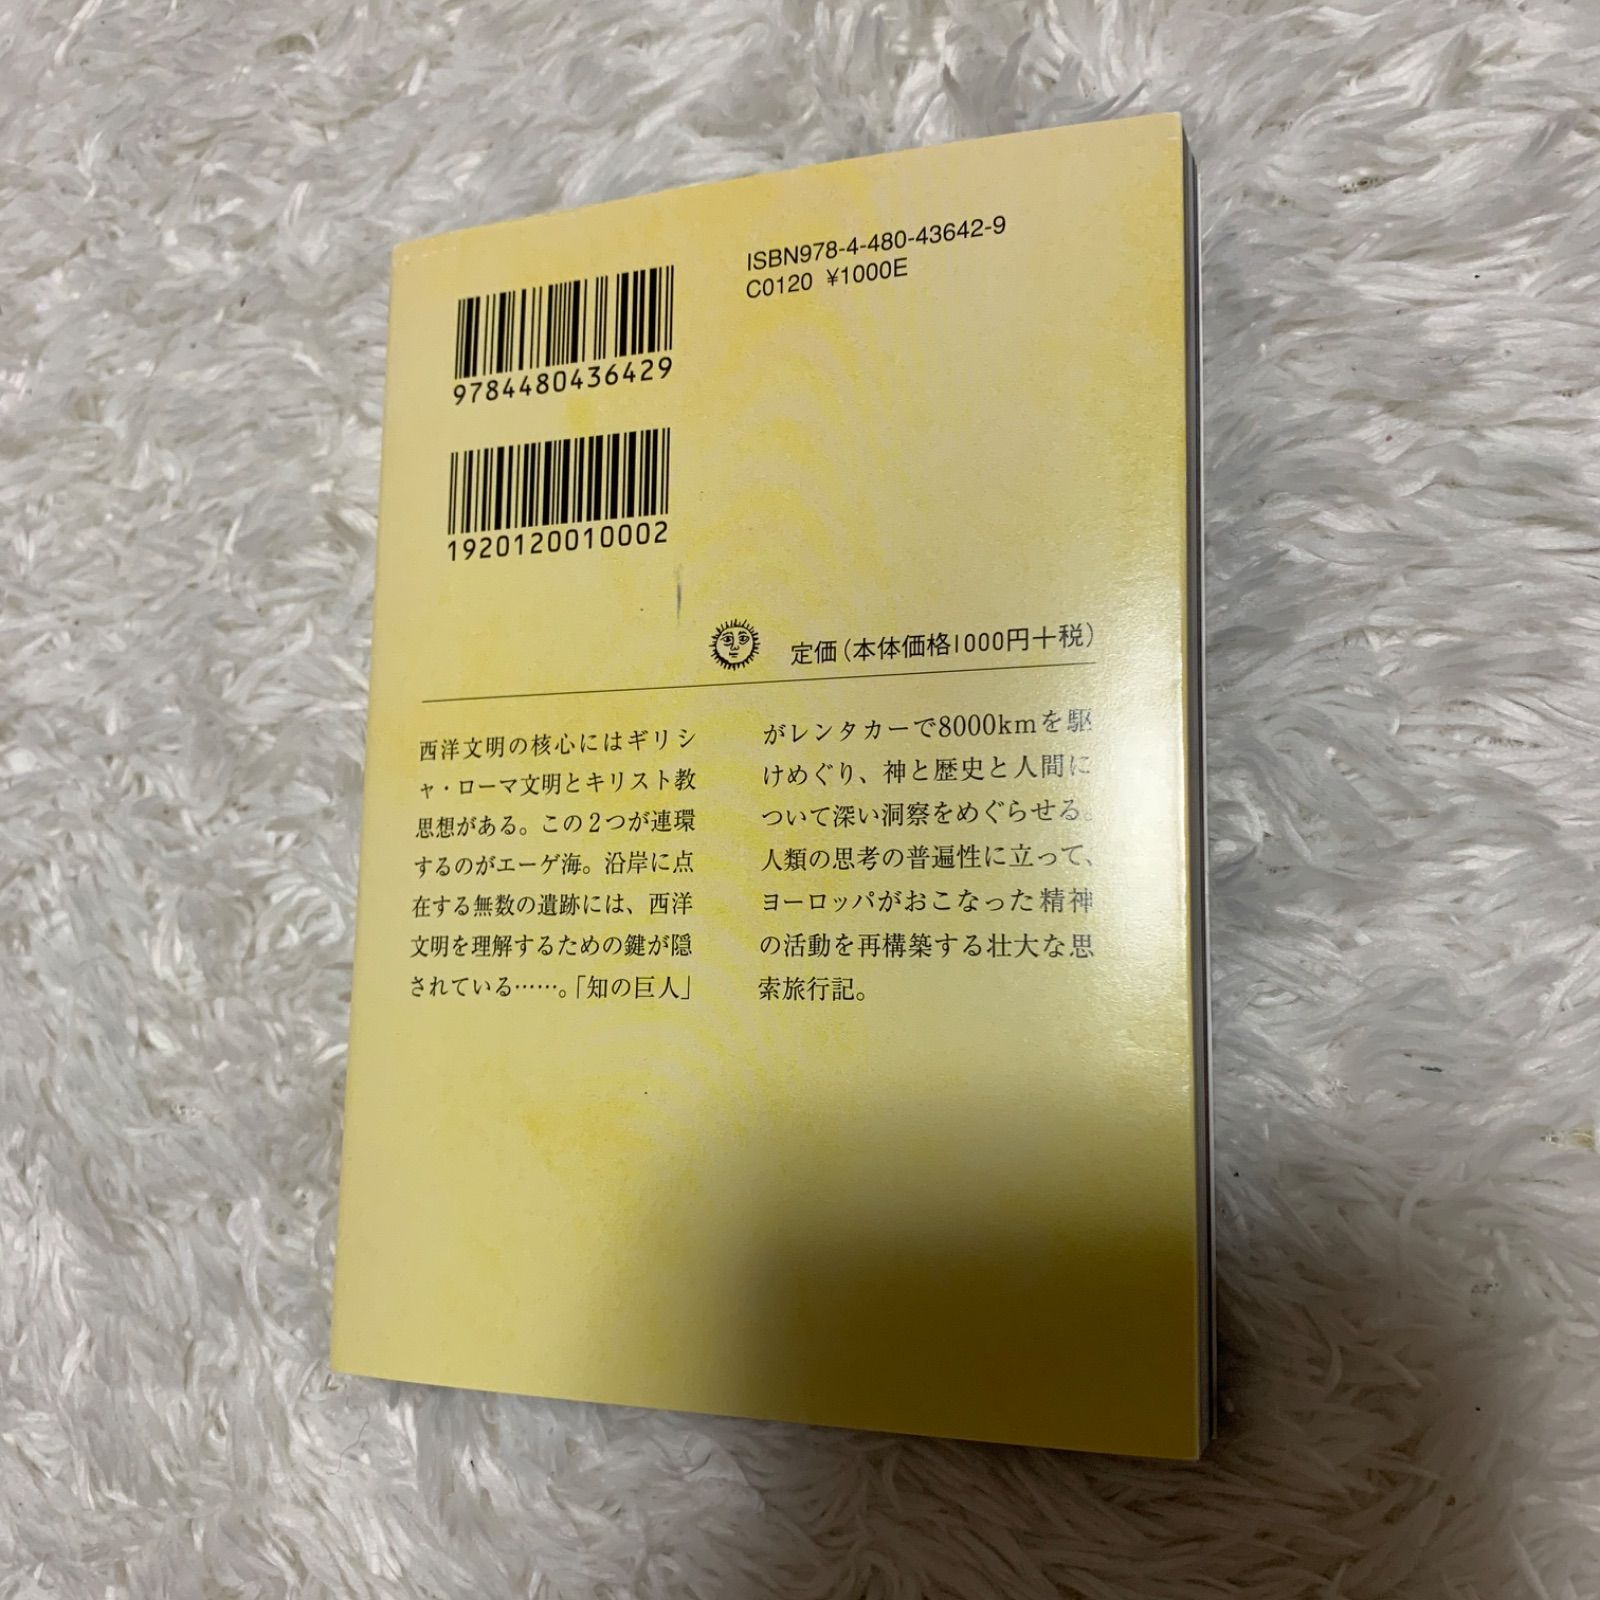 ISBN978-4-480-43642-9
C0120 ¥1000E
9784480436429
1920120010002
定価(本体価格1000円+税)
西洋文明の核心にはギリシ
ャ・ローマ文明とキリスト教
思想がある。この2つが連環
するのがエーゲ海。沿岸に点
在する無数の遺跡には、西洋
文明を理解するための鍵が隠
されている……。「知の巨人」
がレンタカーで8000kmを駆
けめぐり、神と歴史と人間に
ついて深い洞察をめぐらせる。
人類の思考の普遍性に立って、
ヨーロッパがおこなった精神
の活動を再構築する壮大な思
索旅行記。